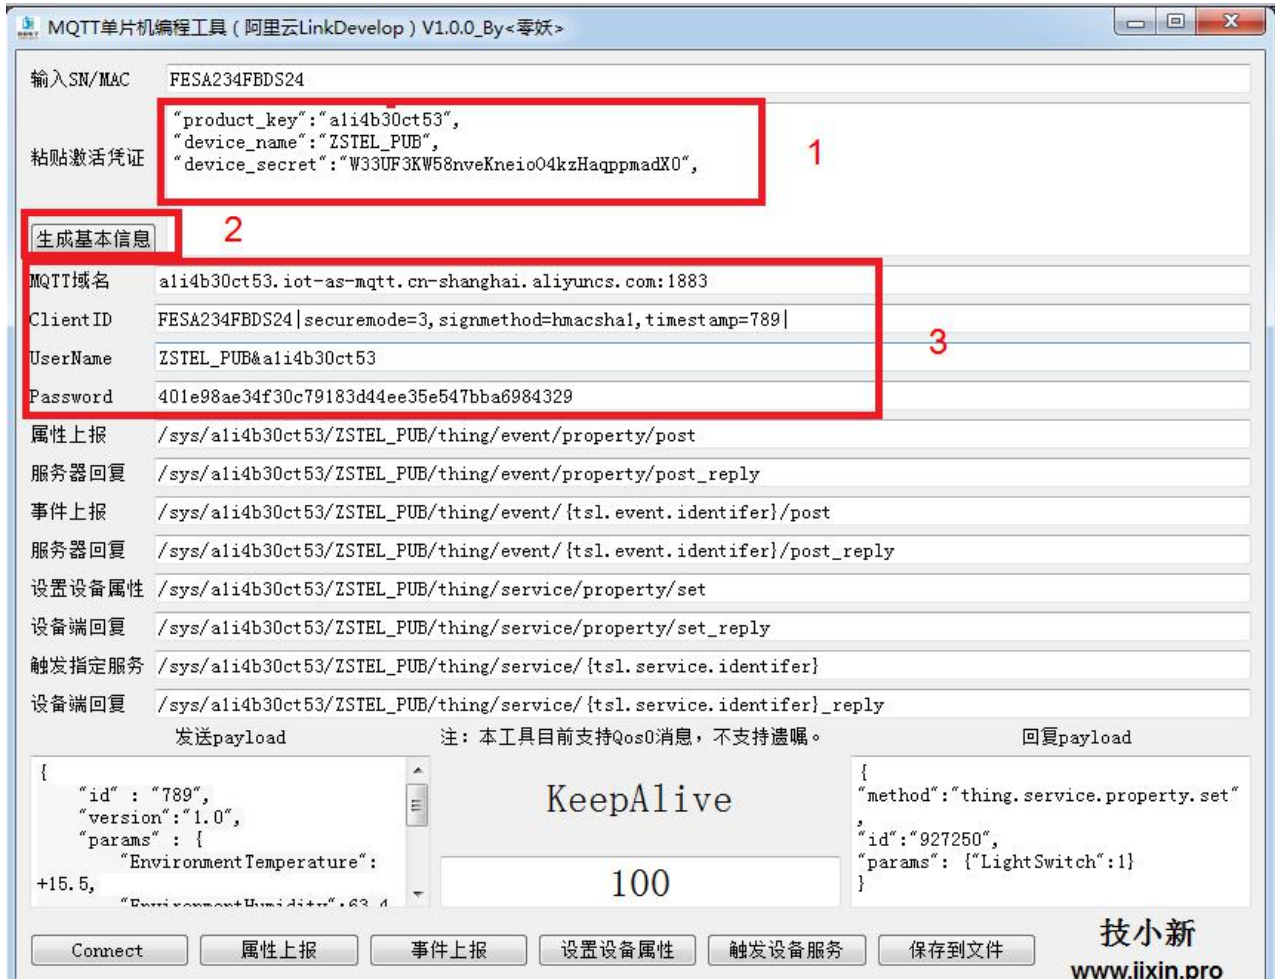 MQTT单片机编程工具(阿里云LinkDevelop)V1.0.0_By<零妖>
输入SN/MAC FESA234FBDS24
"product_key":"a1i4b30ct53",
"device_name":"ZSTEL_PUB",
粘贴激活凭证 "device_secret":"W33UF3KW58nveKneioO4kzHaqppmadX0",
1
生成基本信息 2
MQTT域名 a1i4b30ct53.iot-as-mqtt.cn-shanghai.aliyuncs.com:1883
ClientID FESA234FBDS24|securemode=3,signmethod=hmacsha1,timestamp=789|
3
UserName ZSTEL_PUB&a1i4b30ct53
Password 401e98ae34f30c79183d44ee35e547bba6984329
属性上报 /sys/a1i4b30ct53/ZSTEL_PUB/thing/event/property/post
服务器回复 /sys/a1i4b30ct53/ZSTEL_PUB/thing/event/property/post_reply
事件上报 /sys/a1i4b30ct53/ZSTEL_PUB/thing/event/{tsl.event.identifer}/post
服务器回复 /sys/a1i4b30ct53/ZSTEL_PUB/thing/event/{tsl.event.identifer}/post_reply
设置设备属性 /sys/a1i4b30ct53/ZSTEL_PUB/thing/service/property/set
设备端回复 /sys/a1i4b30ct53/ZSTEL_PUB/thing/service/property/set_reply
触发指定服务 /sys/a1i4b30ct53/ZSTEL_PUB/thing/service/{tsl.service.identifer}
设备端回复 /sys/a1i4b30ct53/ZSTEL_PUB/thing/service/{tsl.service.identifer}_reply
发送payload 注:本工具目前支持Qos0消息,不支持遗嘱。 回复payload
{
"id" : "789",
"version":"1.0",
"params" : {
"EnvironmentTemperature":
+15.5,
"EnvironmentHumidity":63.4
KeepAlive
100
{
"method":"thing.service.property.set"
,
"id":"927250",
"params": {"LightSwitch":1}
}
Connect 属性上报 事件上报 设置设备属性 触发设备服务 保存到文件
技小新
www.jixin.pro